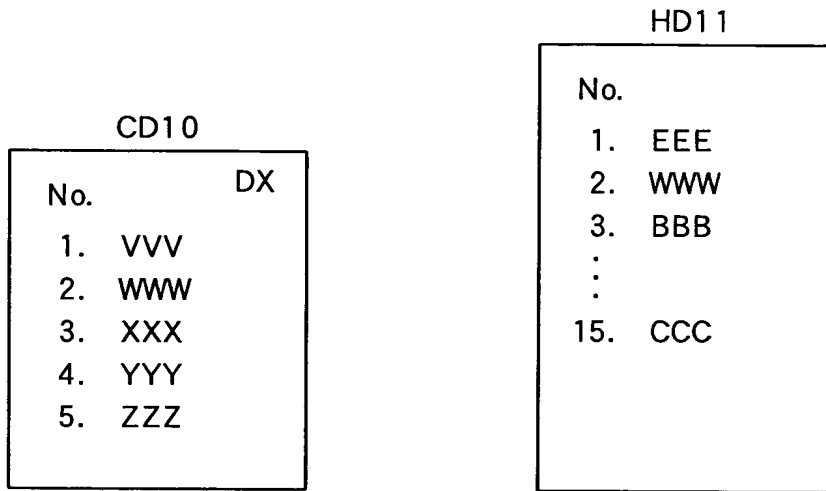 CD10
No. DX
1. VVV
2. WWW
3. XXX
4. YYY
5. ZZZ
HD11
No.
1. EEE
2. WWW
3. BBB
⋮
15. CCC